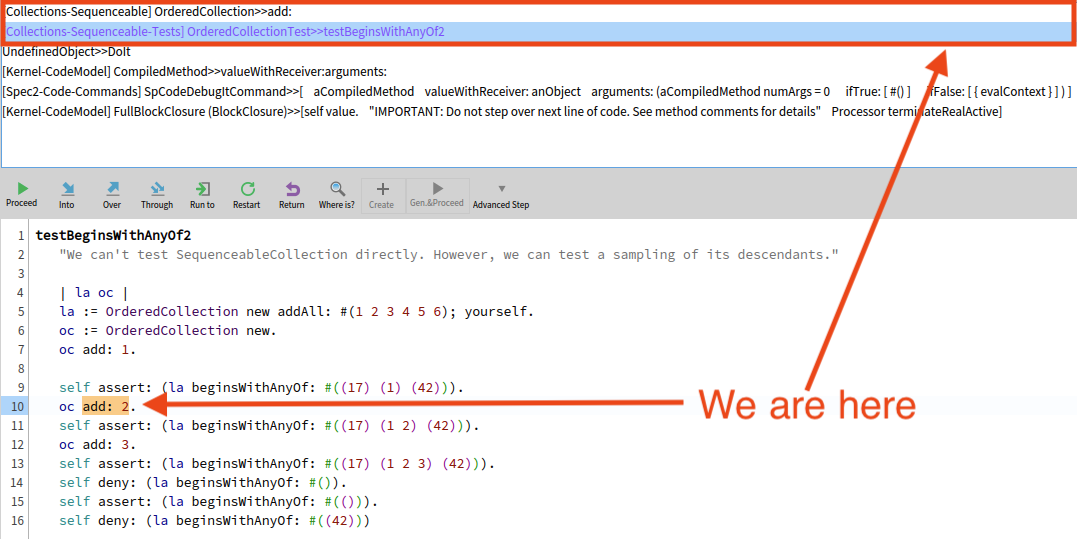 Collections-Sequenceable] OrderedCollection>>add:
Collections-Sequenceable-Tests] OrderedCollectionTest>>testBeginsWithAnyOf2
UndefinedObject>>DoIt
[Kernel-CodeModel] CompiledMethod>>valueWithReceiver:arguments:
[Spec2-Code-Commands] SpCodeDebugItCommand>>[ aCompiledMethod valueWithReceiver: anObject arguments: (aCompiledMethod numArgs = 0 ifTrue: [ #() ] ifFalse: [ { evalContext } ] ) ]
[Kernel-CodeModel] FullBlockClosure (BlockClosure)>>[self value. "IMPORTANT: Do not step over next line of code. See method comments for details" Processor terminateRealActive]
Proceed Into Over Through Run to Restart Return Where is? Create Gen.&Proceed Advanced Step
1 testBeginsWithAnyOf2
2 "We can't test SequenceableCollection directly. However, we can test a sampling of its descendants."
3
4 | la oc |
5 la := OrderedCollection new addAll: #(1 2 3 4 5 6); yourself.
6 oc := OrderedCollection new.
7 oc add: 1.
8
9 self assert: (la beginsWithAnyOf: #((17) (1) (42))).
10 oc add: 2.
We are here
11 self assert: (la beginsWithAnyOf: #((17) (1 2) (42))).
12 oc add: 3.
13 self assert: (la beginsWithAnyOf: #((17) (1 2 3) (42))).
14 self deny: (la beginsWithAnyOf: #()).
15 self assert: (la beginsWithAnyOf: #(())).
16 self deny: (la beginsWithAnyOf: #((42)))